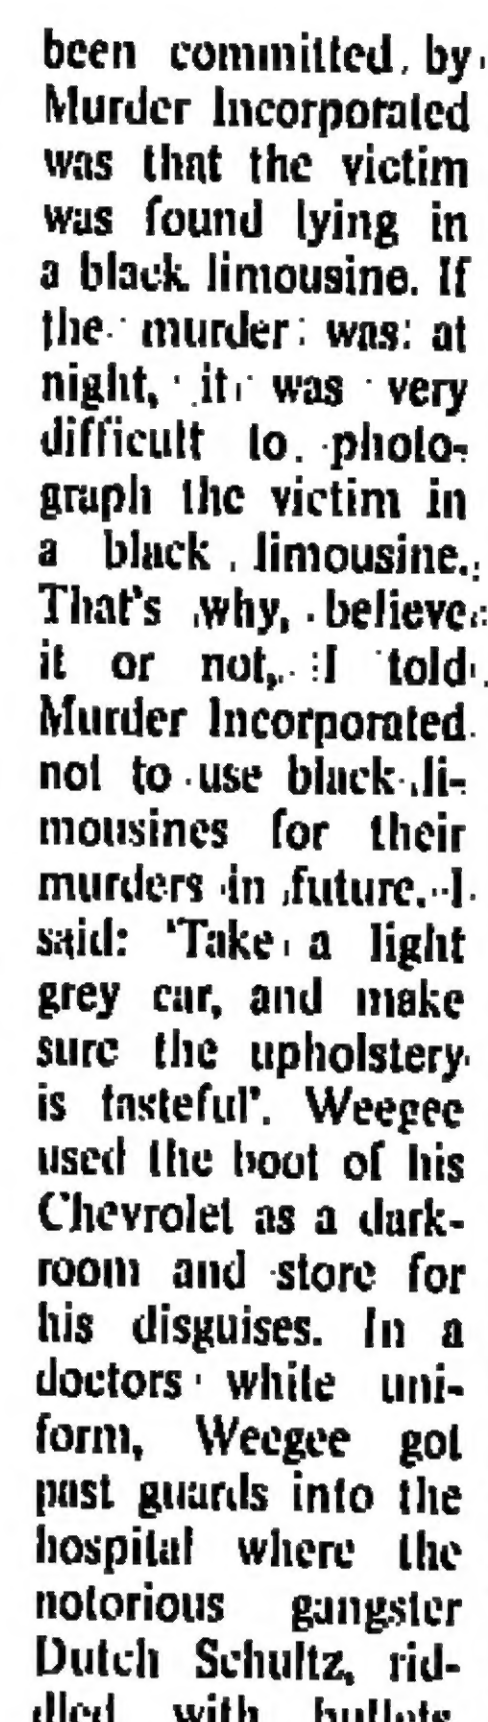 been committed by
Murder Incorporated
was that the victim
was found lying in
a black limousine. If
the murder was at
night, it was very
difficult to photo-
graph the victim in
a black limousine.
That's why, believe
it or not, I told
Murder Incorporated
not to use black li-
mousines for their
murders in future. I
said: 'Take a light
grey car, and make
sure the upholstery
is tasteful'. Weegee
used the boot of his
Chevrolet as a dark-
room and store for
his disguises. In a
doctors white uni-
form, Weegee got
past guards into the
hospital where the
notorious gangster
Dutch Schultz, rid-
dled with bullets